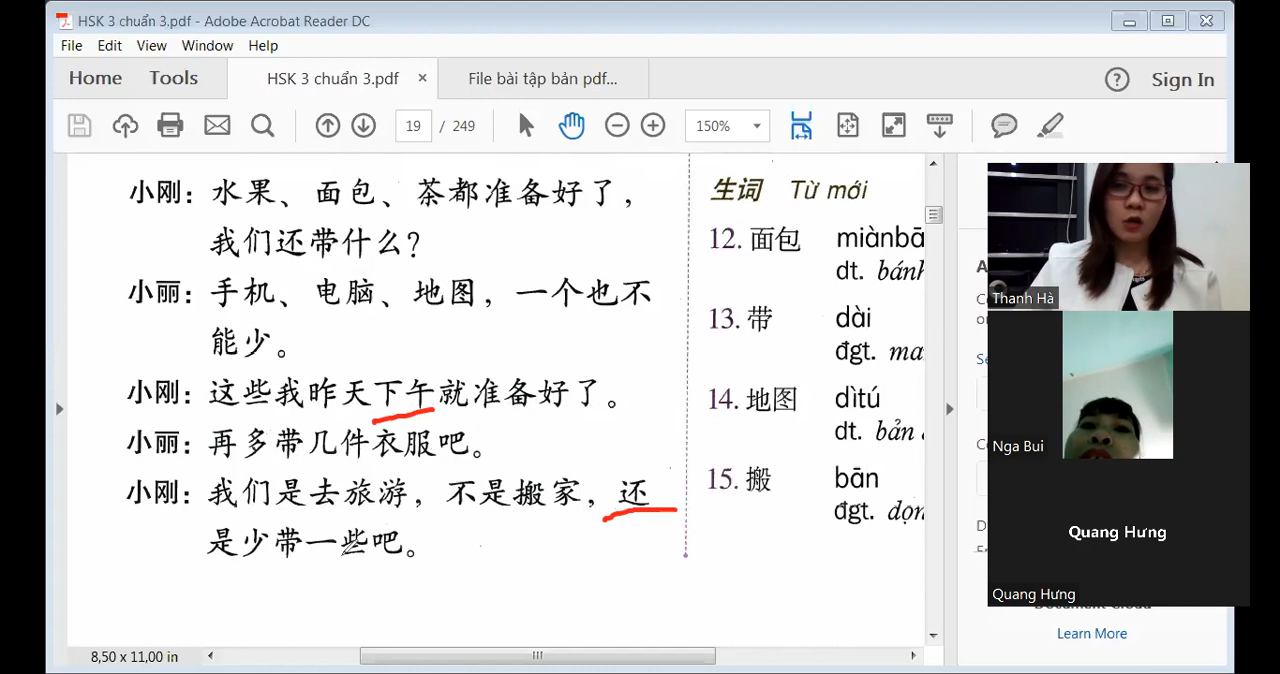 HSK 3 chuẩn 3.pdf - Adobe Acrobat Reader DC
File Edit View Window Help
Home Tools HSK 3 chuẩn 3.pdf × File bài tập bản pdf... Sign In
19 / 249 150%
小刚：水果、面包、茶都准备好了，
我们还带什么？
小丽：手机、电脑、地图，一个也不
能少。
小刚：这些我昨天下午就准备好了。
小丽：再多带几件衣服吧。
小刚：我们是去旅游，不是搬家，还
是少带一些吧。
生词 Từ mới
12. 面包 miànbā
dt. bánh
13. 带 dài
đgt. ma
14. 地图 dìtú
dt. bản
15. 搬 bān
đgt. dọn
Thanh Hà
Nga Bui
Quang Hưng
Quang Hưng
Learn More
8,50 x 11,00 in